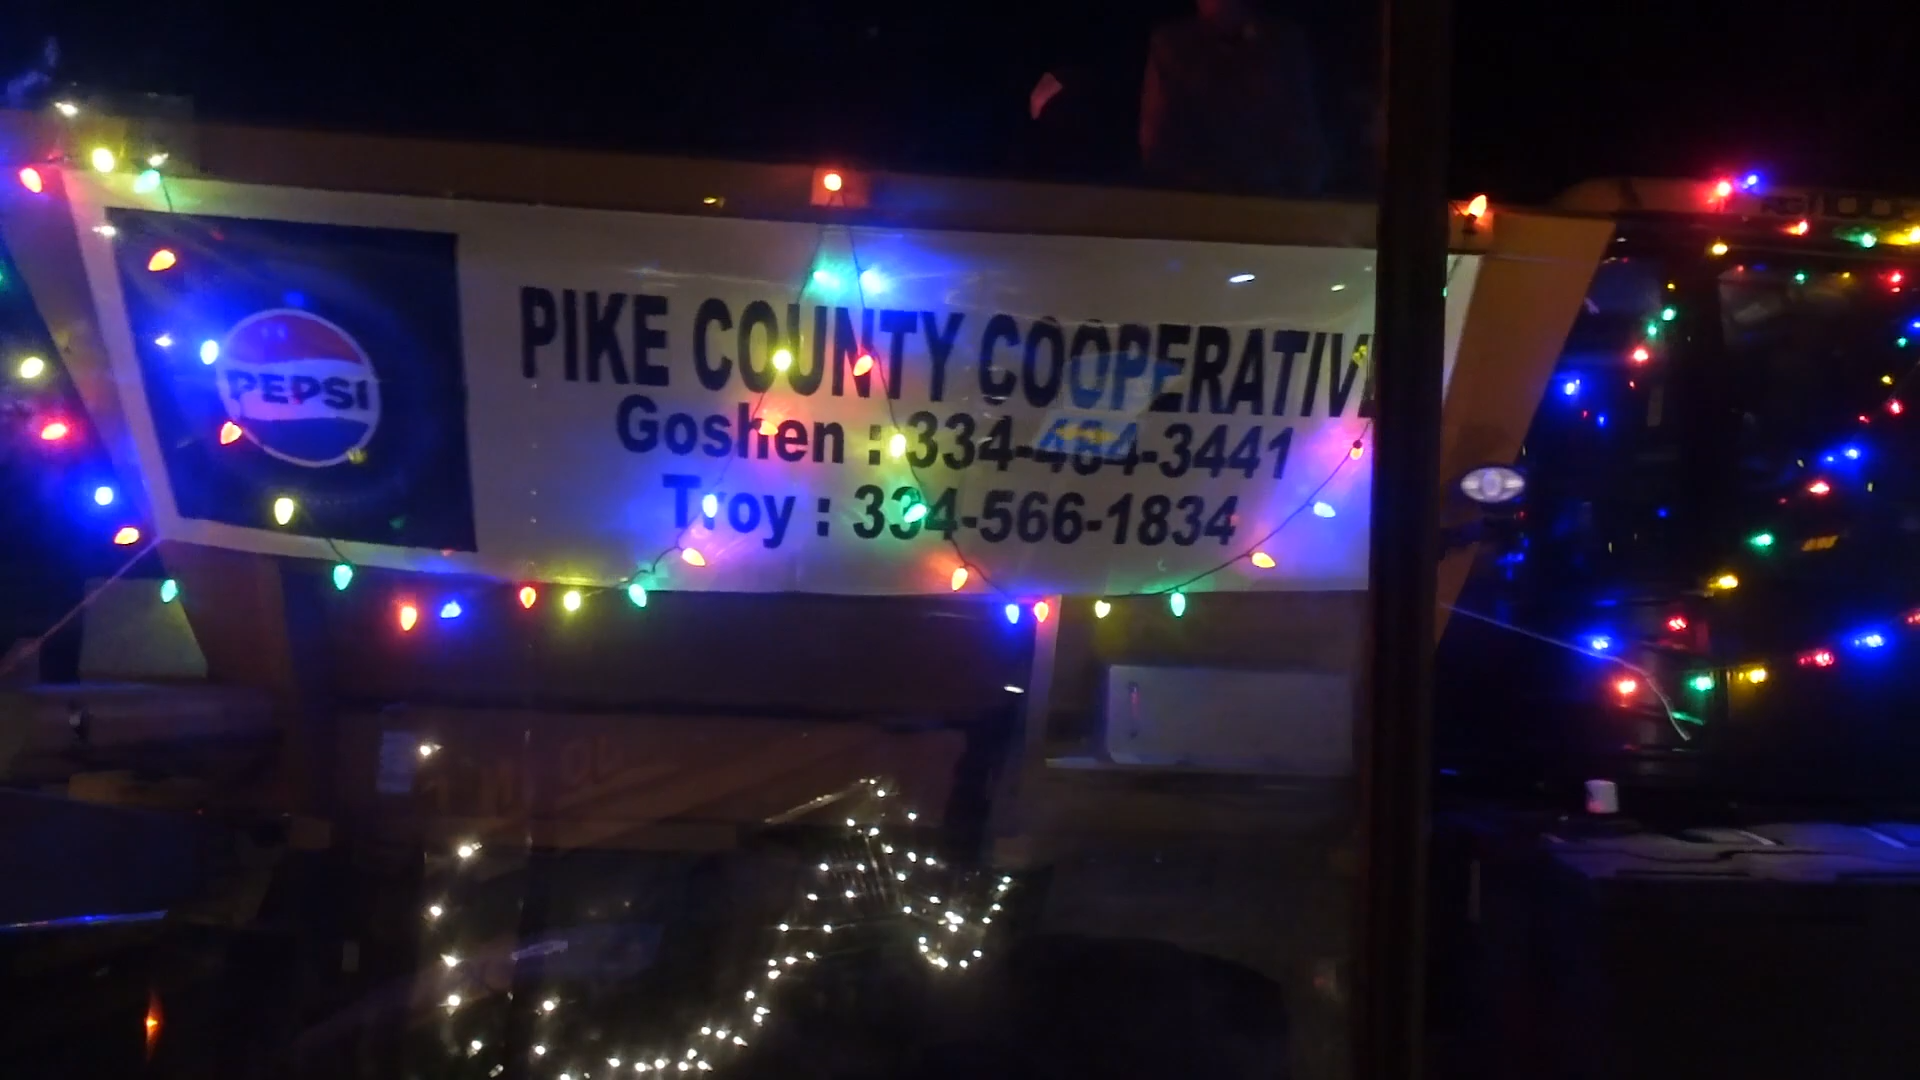 PEPSI
PIKE COUNTY COOPERATIVE
Goshen : 334-484-3441
Troy : 334-566-1834